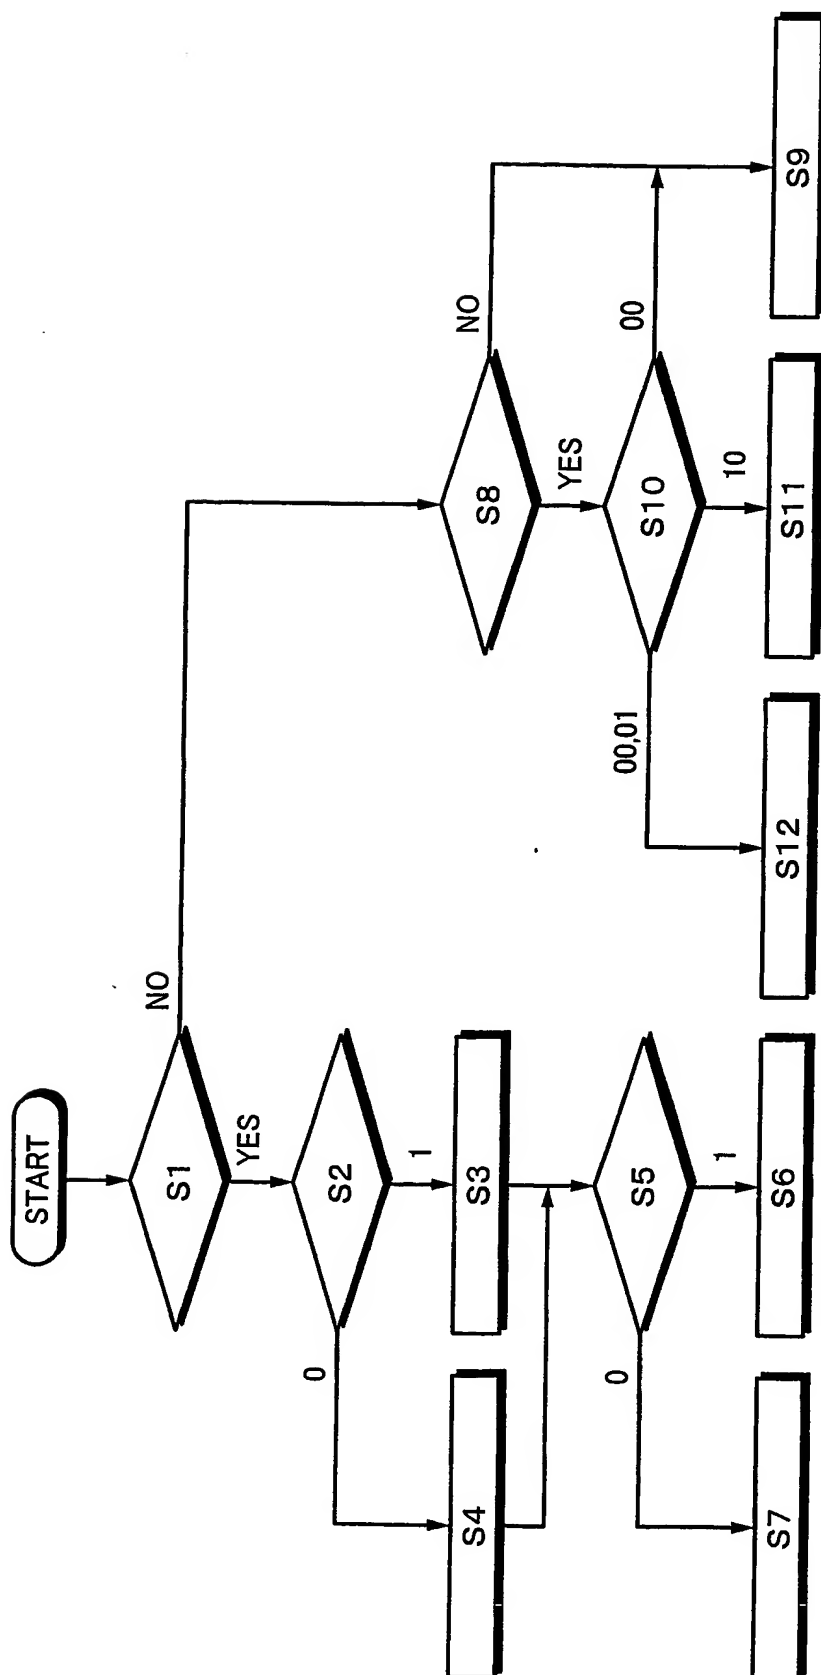 START
S1
NO
YES
S2
0
1
S4
S3
S5
0
1
S7
S6
S8
NO
YES
S10
00,01
00
10
S12
S11
S9